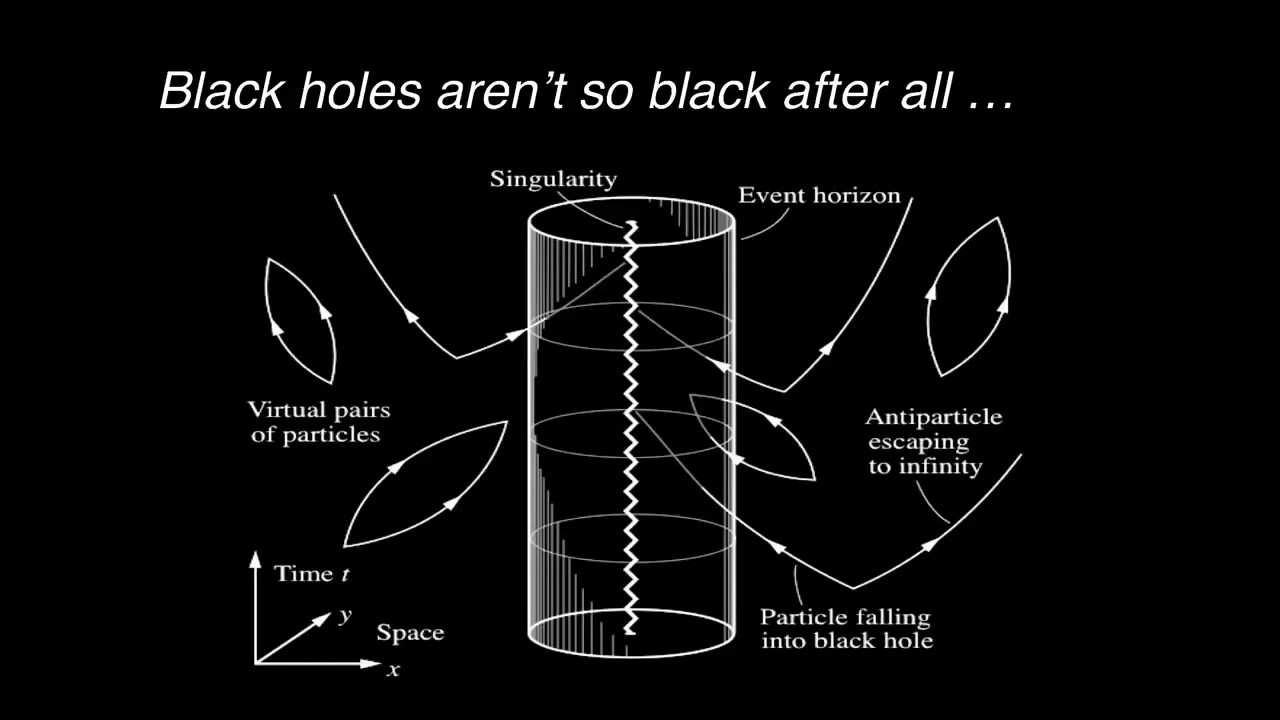 Black holes aren’t so black after all …
Singularity
Event horizon
Virtual pairs
of particles
Antiparticle
escaping
to infinity
Time t
y
Space
x
Particle falling
into black hole